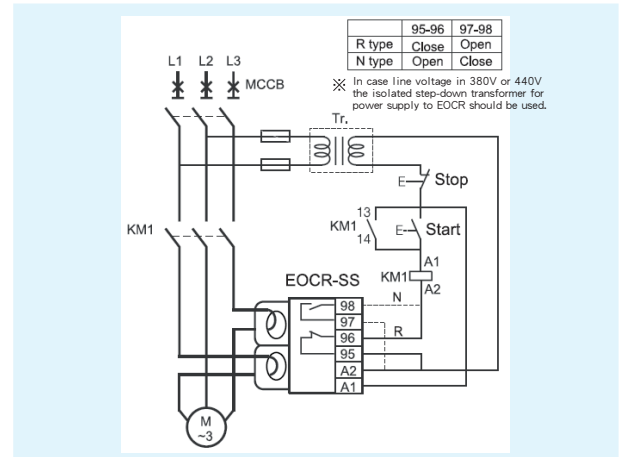 95-96 97-98
R type Close Open
N type Open Close
※ In case line voltage in 380V or 440V
the isolated step-down transformer for
power supply to EOCR should be used.
L1 L2 L3
MCCB
Tr.
E Stop
13
KM1
14
E Start
KM1
A1
KM1
A2
EOCR-SS
N
98
97
R
96
95
A2
A1
M
~3